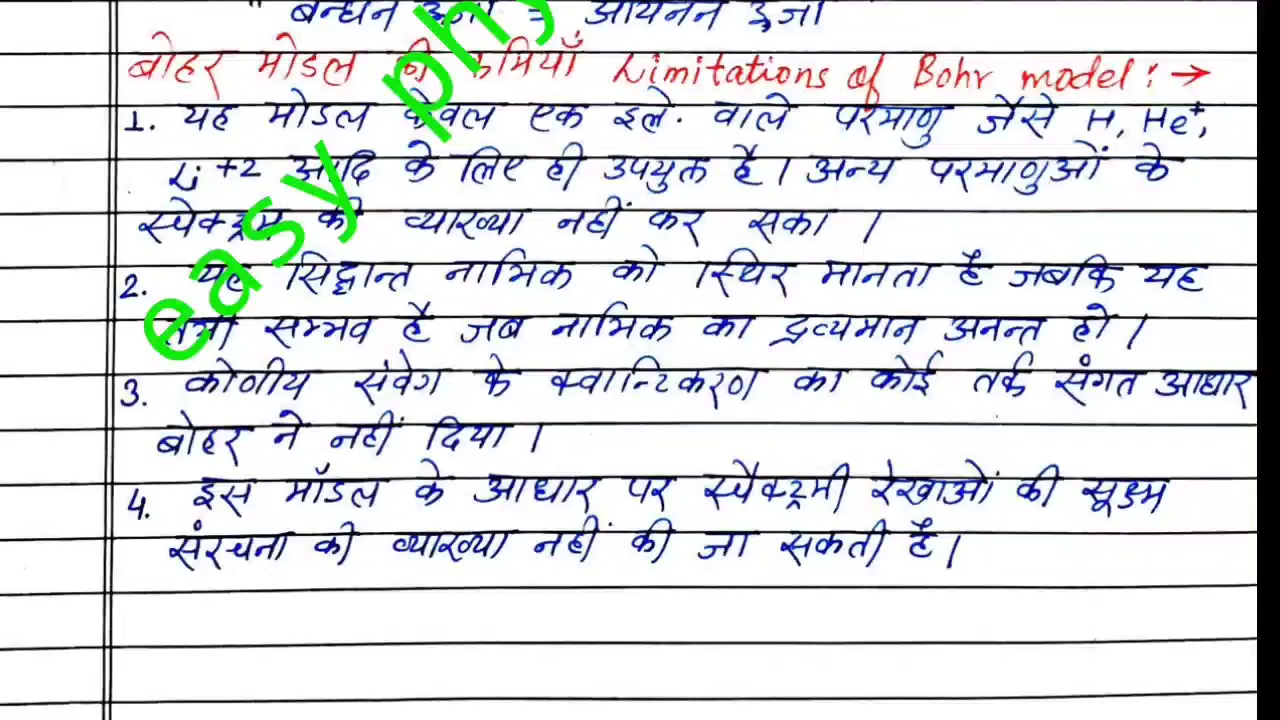 बन्धन ऊर्जा = आयनन ऊर्जा
बोहर मोडल की कमियाँ Limitations of Bohr model : →
1. यह मोडल केवल एक इले. वाले परमाणु जैसे H, He+,
Li+2 आदि के लिए ही उपयुक्त है। अन्य परमाणुओं के
स्पेक्ट्रम की व्याख्या नहीं कर सका।
2. यह सिद्धान्त नाभिक को स्थिर मानता है जबकि यह
तभी सम्भव है जब नाभिक का द्रव्यमान अनन्त हो।
3. कोणीय संवेग के क्वान्टिकरण का कोई तर्क संगत आधार
बोहर ने नहीं दिया।
4. इस मॉडल के आधार पर स्पैक्ट्रमी रेखाओं की सूक्ष्म
संरचना की व्याख्या नहीं की जा सकती है।
easy phy